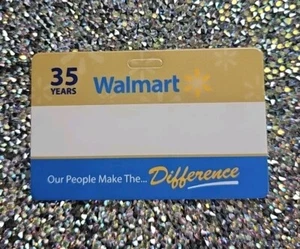 35
YEARS
Walmart
Our People Make The... Difference